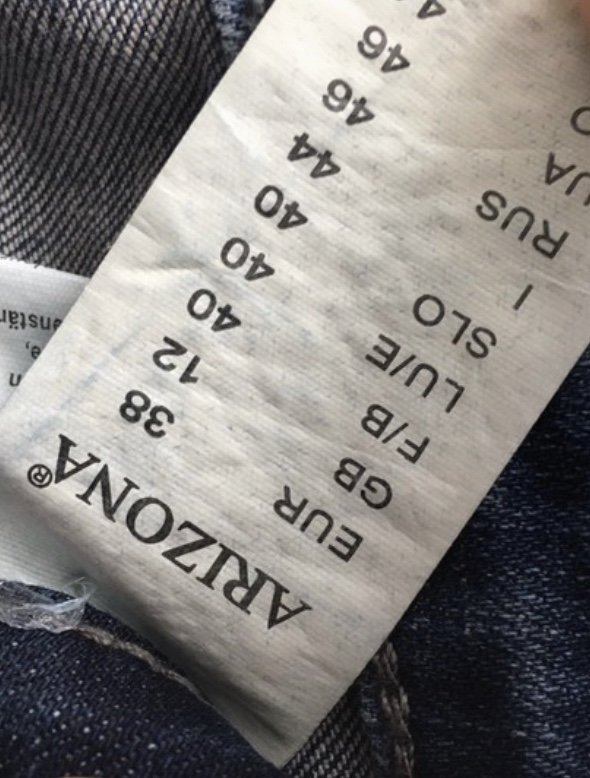 ARIZONA®
EUR 38
GB 12
F/B 40
LU/E 40
SLO 40
I 44
RUS 46
UA 46